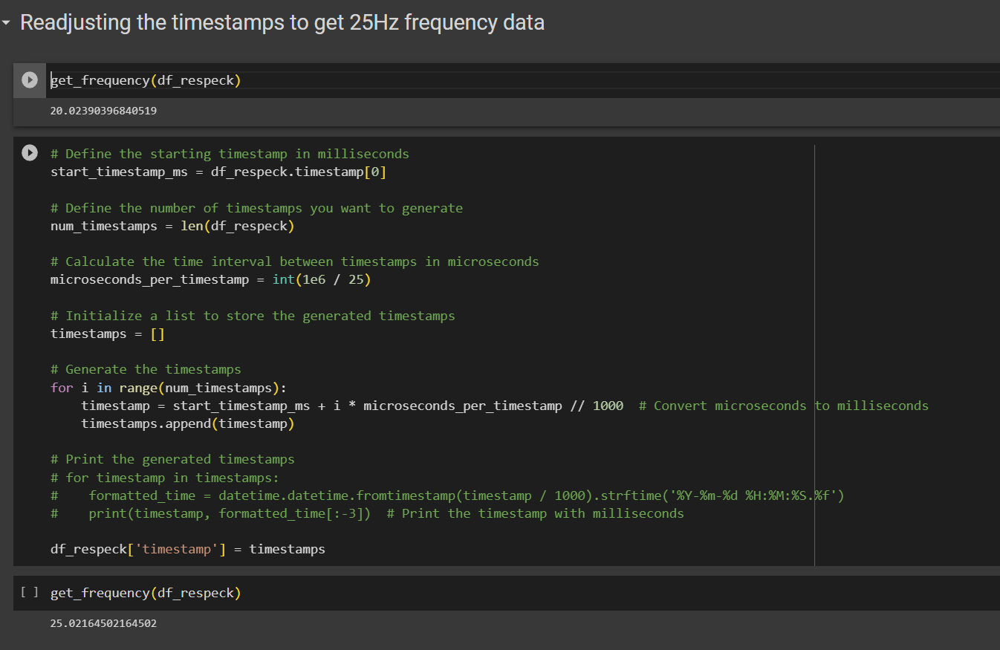 Readjusting the timestamps to get 25Hz frequency data
get_frequency(df_respeck)
20.02390396840519
# Define the starting timestamp in milliseconds
start_timestamp_ms = df_respeck.timestamp[0]
# Define the number of timestamps you want to generate
num_timestamps = len(df_respeck)
# Calculate the time interval between timestamps in microseconds
microseconds_per_timestamp = int(1e6 / 25)
# Initialize a list to store the generated timestamps
timestamps = []
# Generate the timestamps
for i in range(num_timestamps):
    timestamp = start_timestamp_ms + i * microseconds_per_timestamp // 1000  # Convert microseconds to milliseconds
    timestamps.append(timestamp)
# Print the generated timestamps
# for timestamp in timestamps:
#    formatted_time = datetime.datetime.fromtimestamp(timestamp / 1000).strftime('%Y-%m-%d %H:%M:%S.%f')
#    print(timestamp, formatted_time[:-3])  # Print the timestamp with milliseconds
df_respeck['timestamp'] = timestamps
[ ] get_frequency(df_respeck)
25.02164502164502